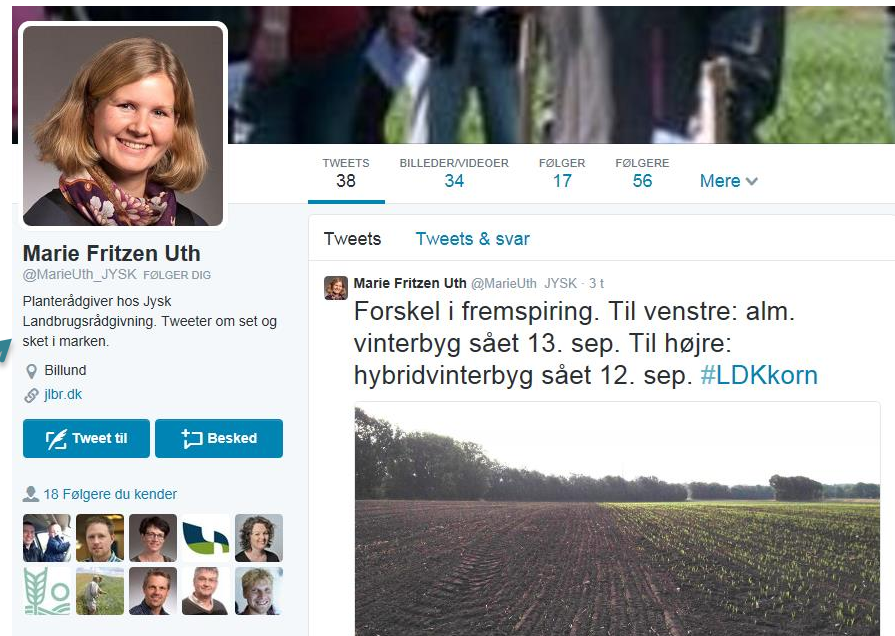 TWEETS
38
BILLEDER/VIDEOER
34
FØLGER
17
FØLGERE
56
Mere
Marie Fritzen Uth
@MarieUth_JYSK FØLGER DIG
Planterådgiver hos Jysk
Landbrugsrådgivning. Tweeter om set og
sket i marken.
Billund
jlbr.dk
Tweet til
Besked
18 Følgere du kender
Tweets
Tweets & svar
Marie Fritzen Uth @MarieUth_JYSK · 3 t
Forskel i fremspiring. Til venstre: alm.
vinterbyg sået 13. sep. Til højre:
hybridvinterbyg sået 12. sep. #LDKkorn